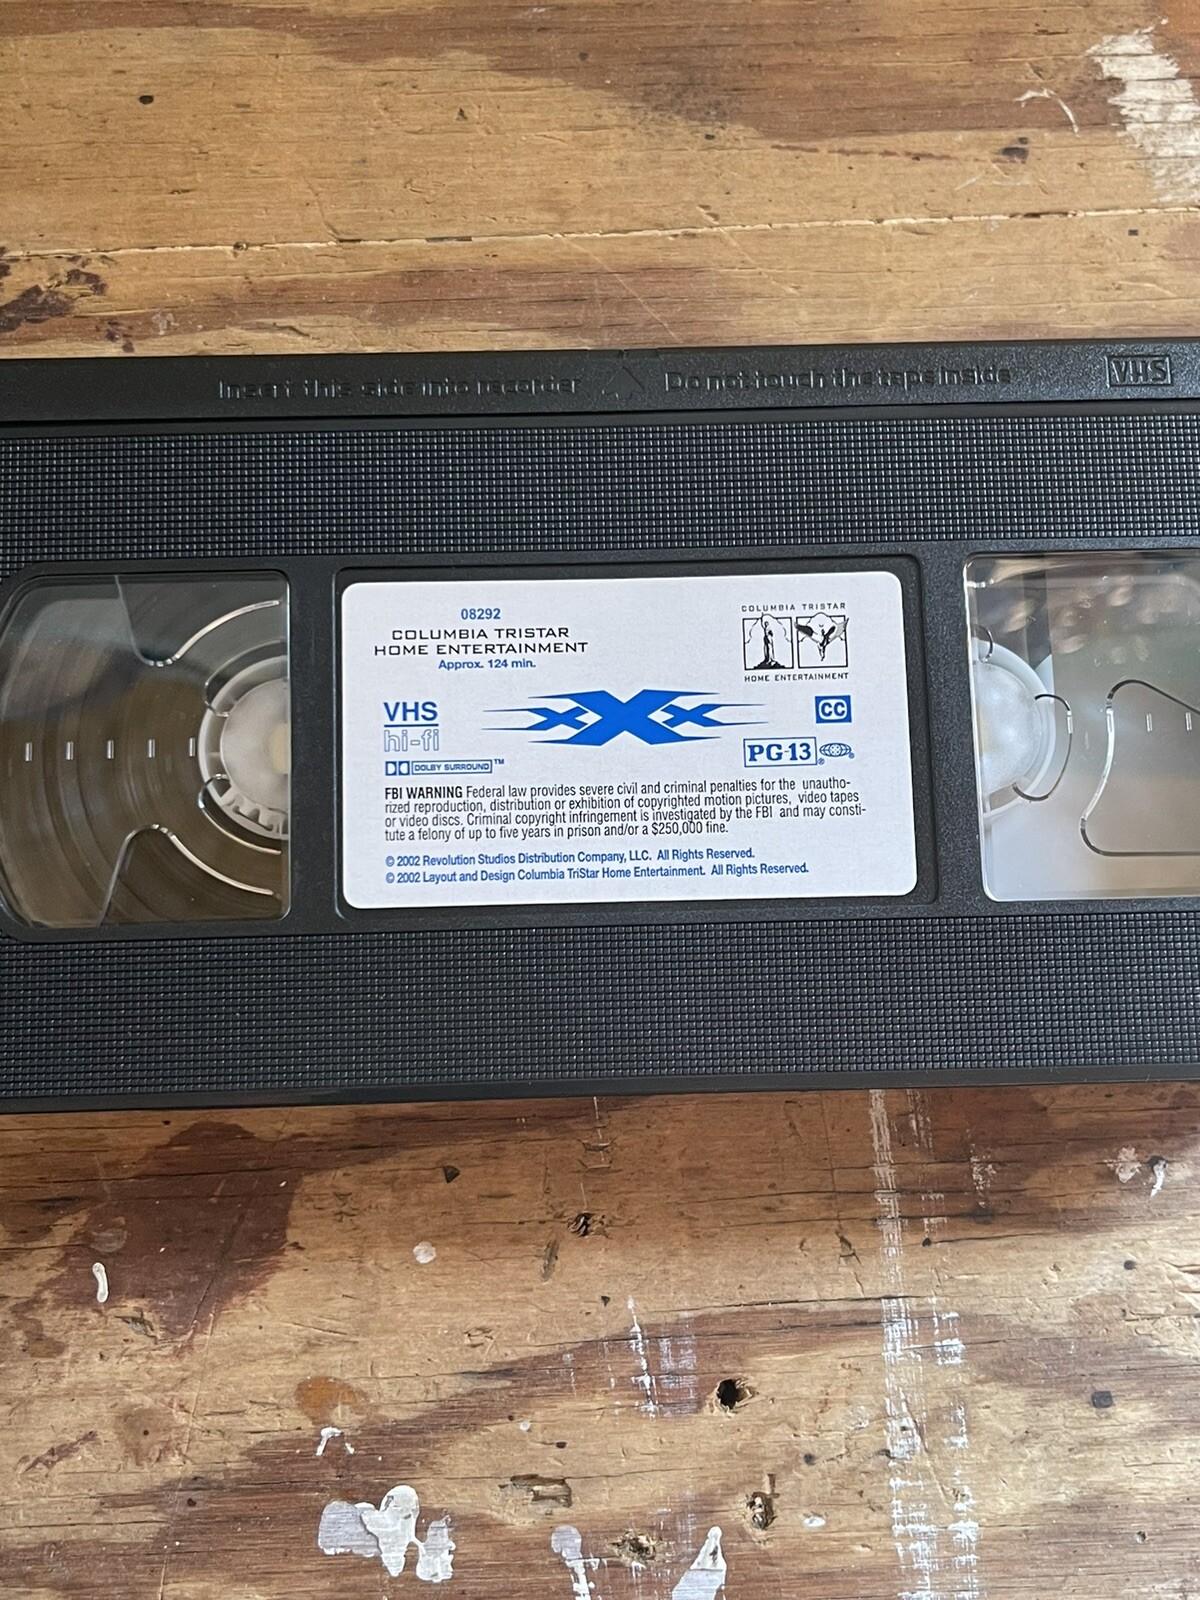 Insert this side into recorder
Do not touch the tape inside
VHS
08292
COLUMBIA TRISTAR
HOME ENTERTAINMENT
Approx. 124 min.
COLUMBIA TRISTAR
HOME ENTERTAINMENT
VHS
hi-fi
DOLBY SURROUND™
xXx
CC
PG-13
FBI WARNING Federal law provides severe civil and criminal penalties for the unautho-
rized reproduction, distribution or exhibition of copyrighted motion pictures, video tapes
or video discs. Criminal copyright infringement is investigated by the FBI and may consti-
tute a felony of up to five years in prison and/or a $250,000 fine.
© 2002 Revolution Studios Distribution Company, LLC. All Rights Reserved.
© 2002 Layout and Design Columbia TriStar Home Entertainment. All Rights Reserved.